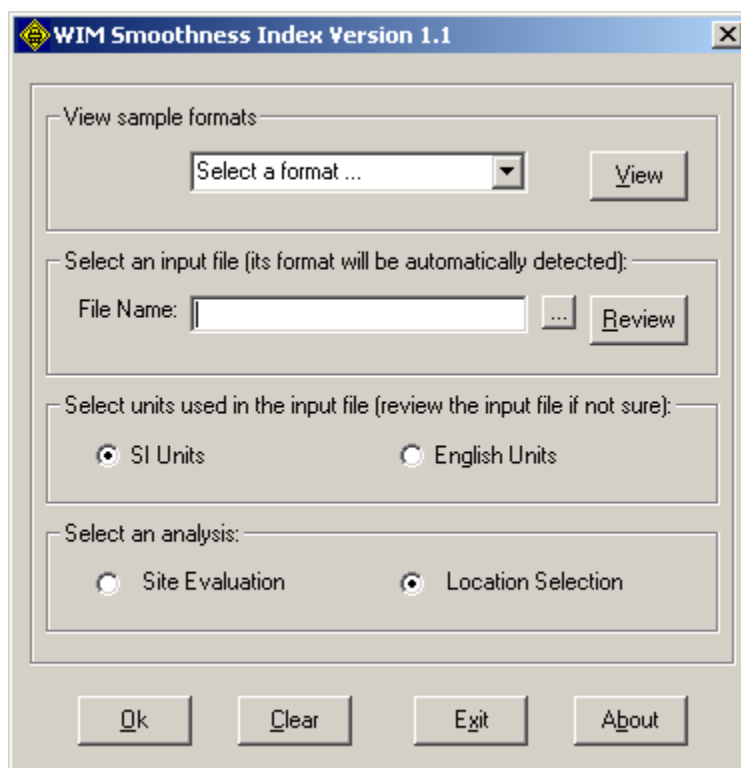 WIM Smoothness Index Version 1.1
View sample formats
Select a format ...
View
Select an input file (its format will be automatically detected):
File Name:
...
Review
Select units used in the input file (review the input file if not sure):
SI Units
English Units
Select an analysis:
Site Evaluation
Location Selection
Ok
Clear
Exit
About